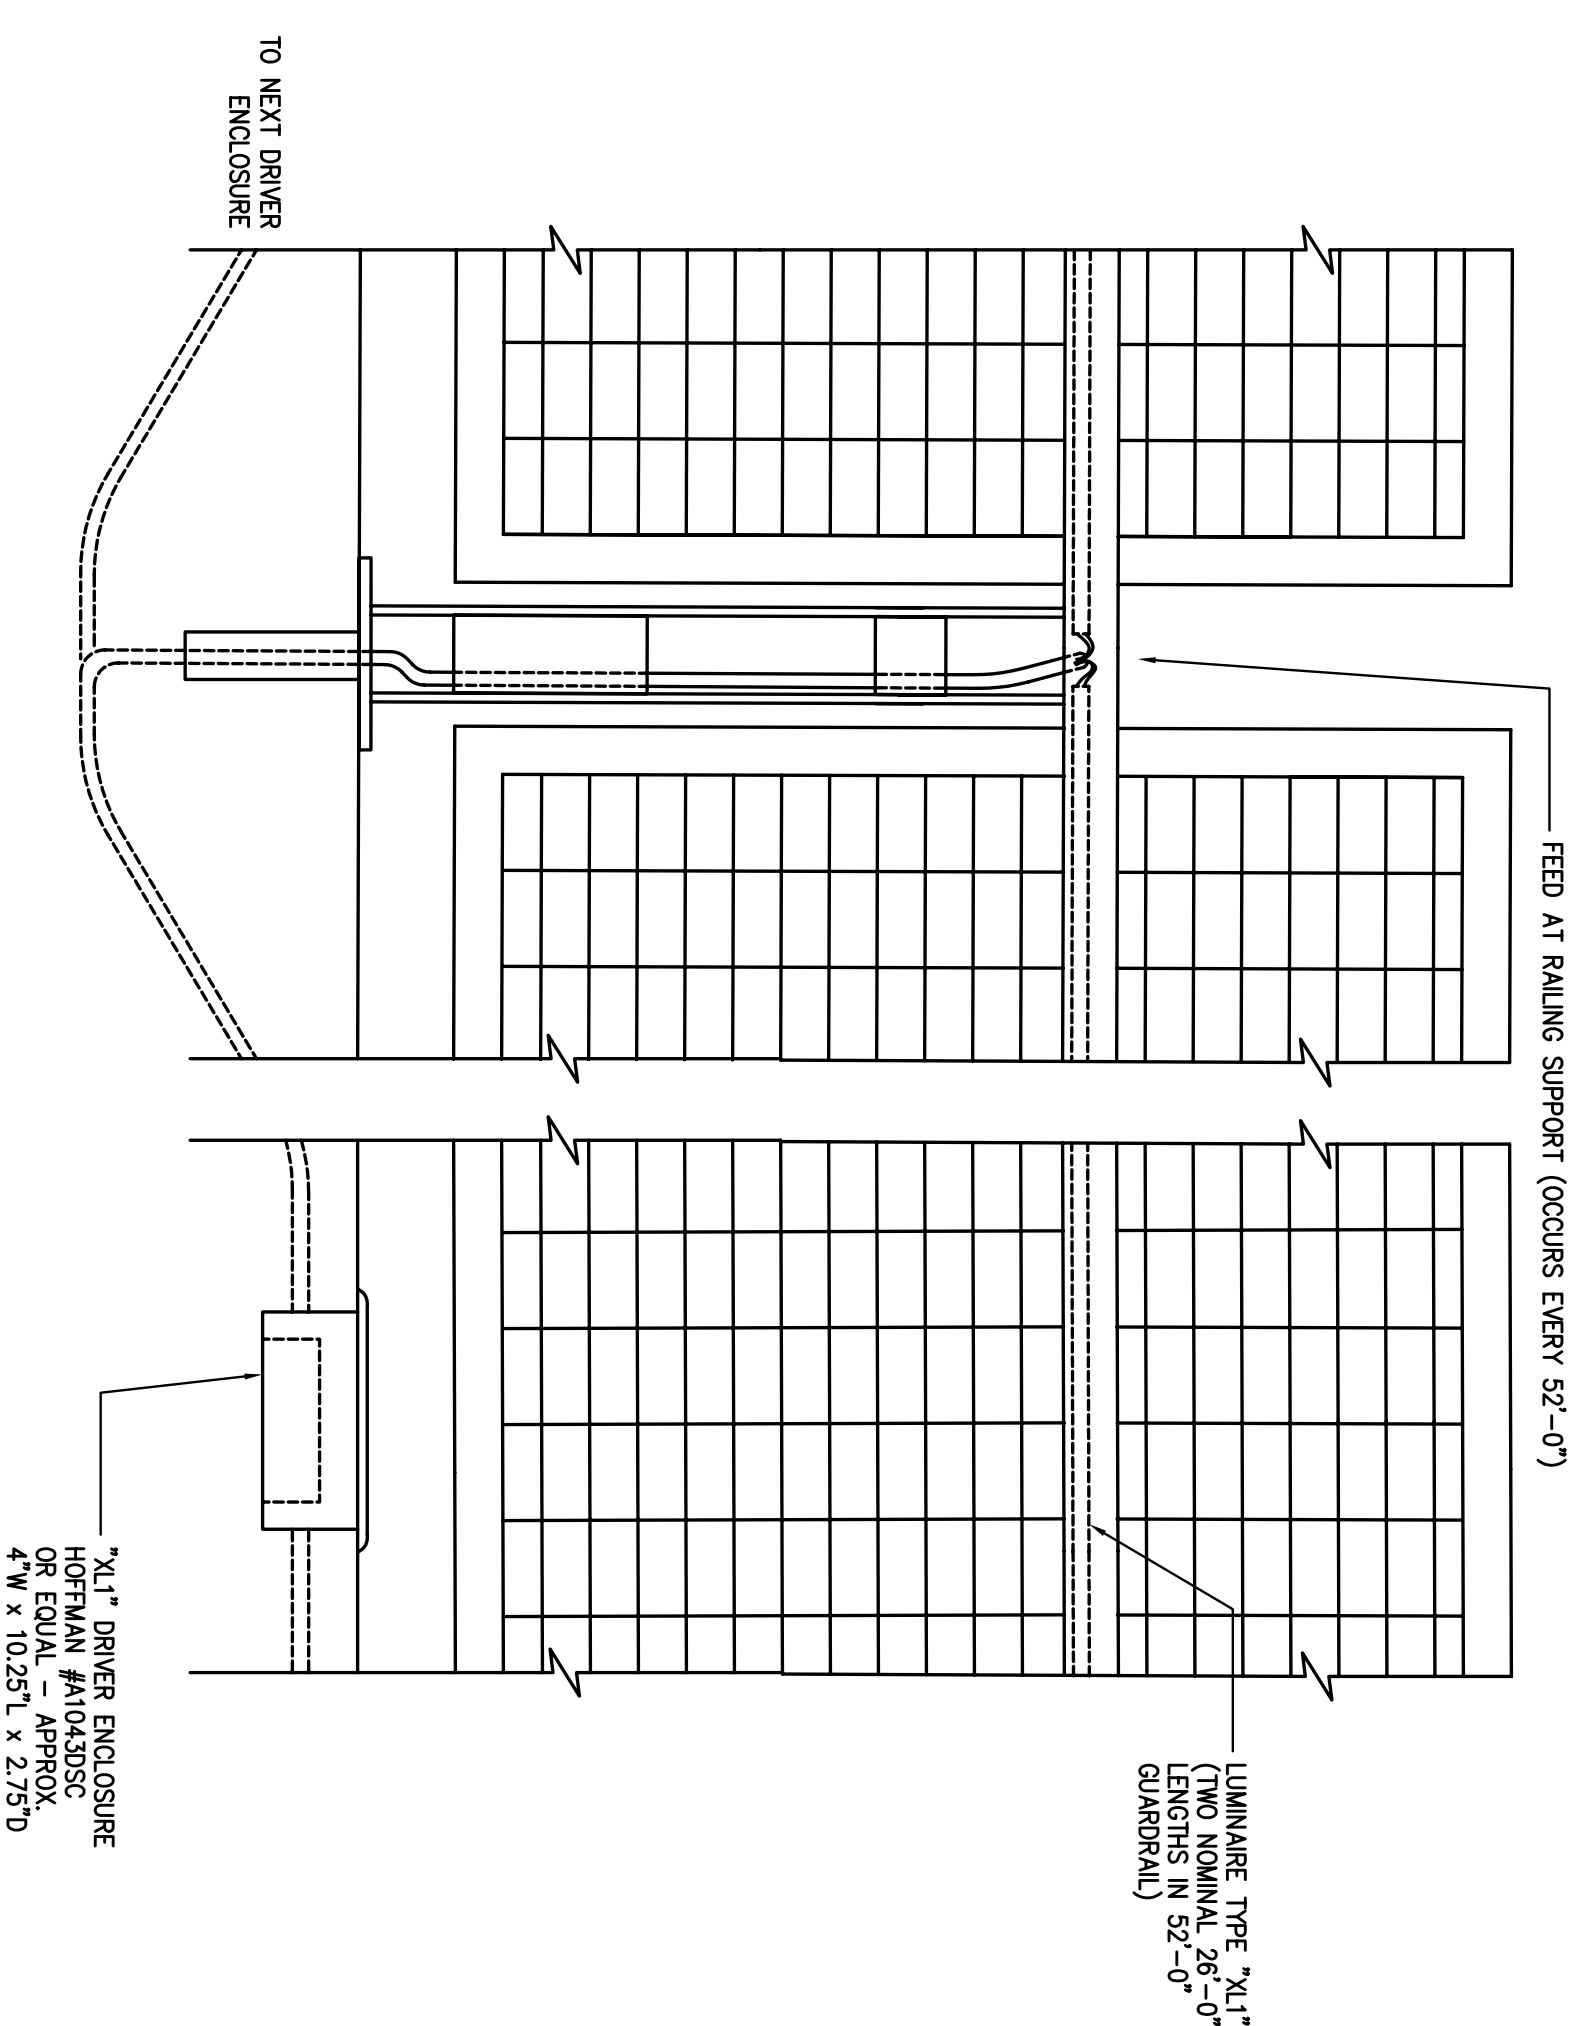 TO NEXT DRIVER
ENCLOSURE
FEED AT RAILING SUPPORT (OCCURS EVERY 52'-0")
LUMINAIRE TYPE "XL1"
(TWO NOMINAL 26'-0"
LENGTHS IN 52'-0"
GUARDRAIL)
"XL1" DRIVER ENCLOSURE
HOFFMAN #A1043DSC
OR EQUAL - APPROX.
4"W x 10.25"L x 2.75"D